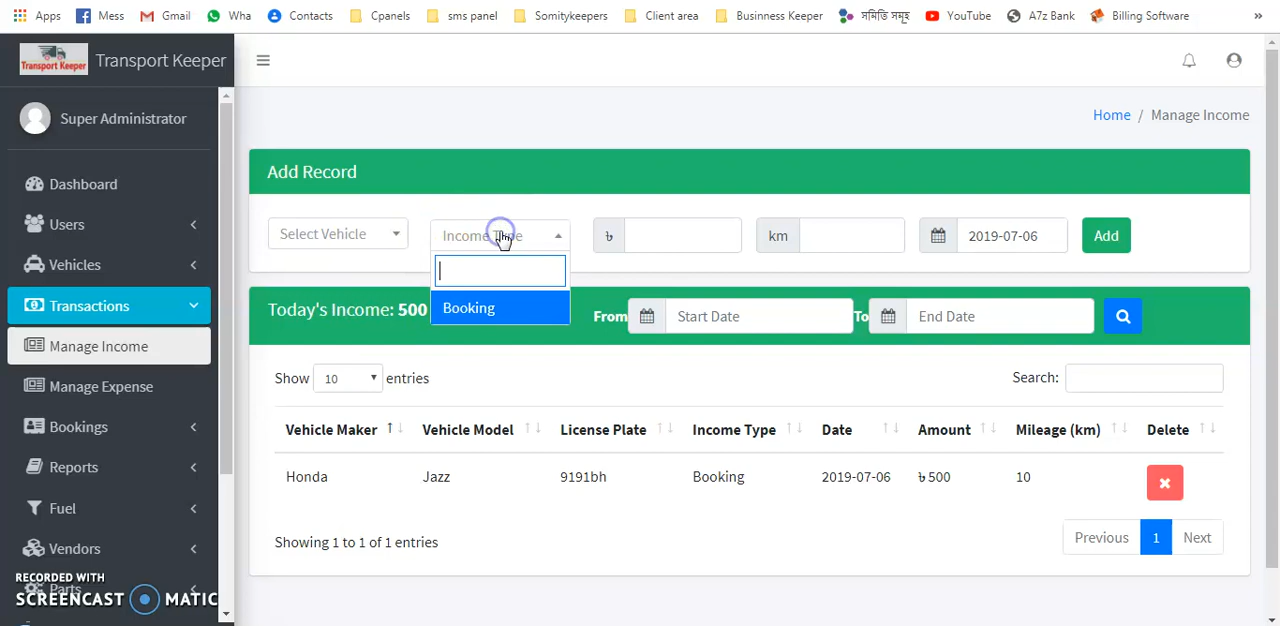 Apps Mess Gmail Wha Contacts Cpanels sns panel Somitykeepers Client area Businness Keeper সমিতি সমূহ YouTube A7z Bank Billing Software »
Transport Keeper Transport Keeper
Super Administrator
Home / Manage Income
Dashboard
Users
Vehicles
Transactions
Manage Income
Manage Expense
Bookings
Reports
Fuel
Vendors
Parts
Add Record
Select Vehicle Income Type ৳ km 2019-07-06 Add
Booking
Today's Income: 500 From Start Date To End Date
Show 10 entries Search:
Vehicle Maker Vehicle Model License Plate Income Type Date Amount Mileage (km) Delete
Honda Jazz 9191bh Booking 2019-07-06 ৳ 500 10
Showing 1 to 1 of 1 entries Previous 1 Next
RECORDED WITH
SCREENCAST MATIC